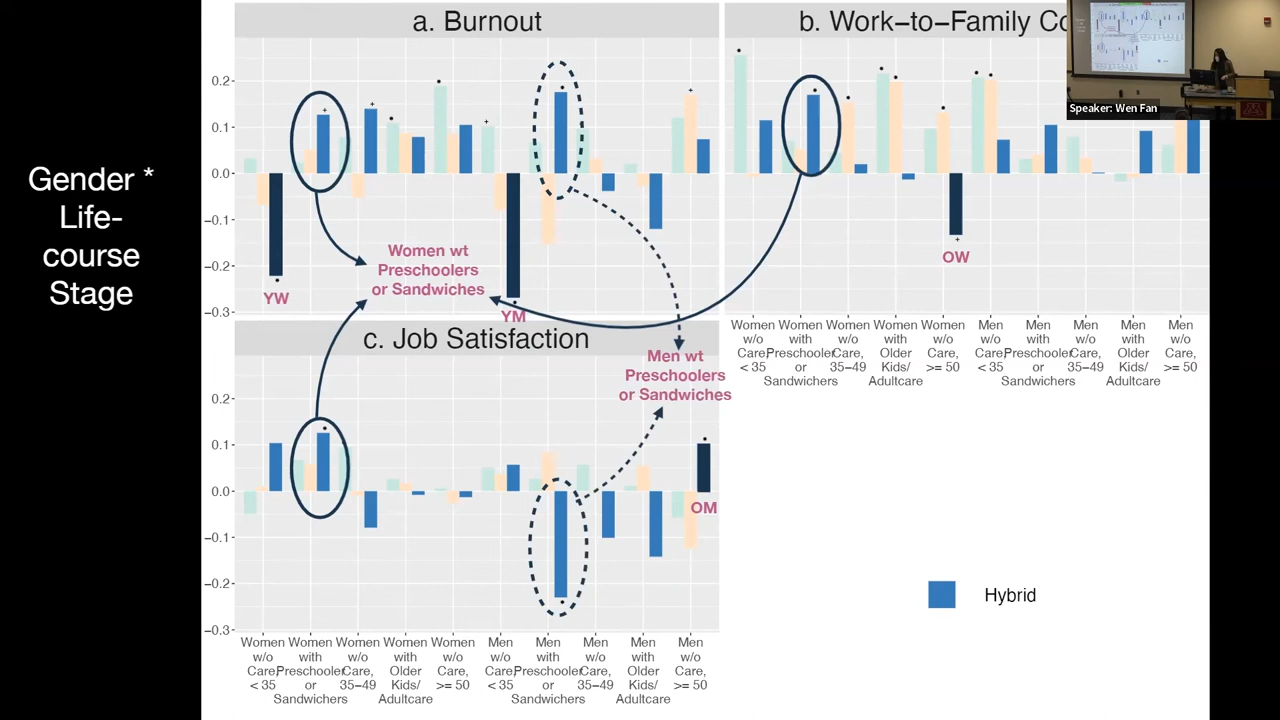 Gender *
Life-
course
Stage
a. Burnout
0.2
0.1
0.0
−0.1
−0.2
−0.3
YW
Women wt
Preschoolers
or Sandwiches
YM
b. Work−to−Family Co
OW
Women
w/o
Care,
< 35
Women
with
Preschooler
or
Sandwichers
Women
w/o
Care,
35−49
Women
with
Older
Kids/
Adultcare
Women
w/o
Care,
>= 50
Men
w/o
Care,
< 35
Men
with
Preschooler
or
Sandwichers
Men
w/o
Care,
35−49
Men
with
Older
Kids/
Adultcare
Men
w/o
Care,
>= 50
Speaker: Wen Fan
c. Job Satisfaction
Men wt
Preschoolers
or Sandwiches
0.2
0.1
0.0
−0.1
−0.2
−0.3
OM
Women
w/o
Care,
< 35
Women
with
Preschooler
or
Sandwichers
Women
w/o
Care,
35−49
Women
with
Older
Kids/
Adultcare
Women
w/o
Care,
>= 50
Men
w/o
Care,
< 35
Men
with
Preschooler
or
Sandwichers
Men
w/o
Care,
35−49
Men
with
Older
Kids/
Adultcare
Men
w/o
Care,
>= 50
Hybrid